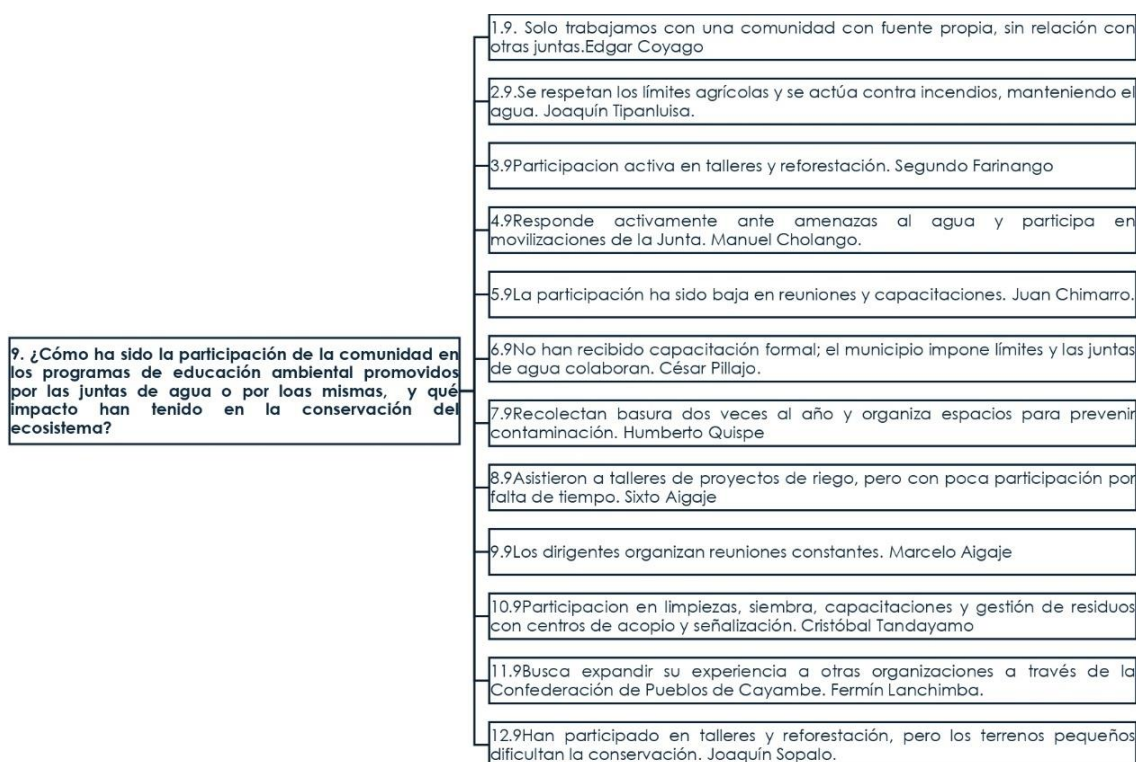 9. ¿Cómo ha sido la participación de la comunidad en
los programas de educación ambiental promovidos
por las juntas de agua o por loas mismas, y qué
impacto han tenido en la conservación del
ecosistema?
1.9. Solo trabajamos con una comunidad con fuente propia, sin relación con
otras juntas.Edgar Coyago
2.9.Se respetan los límites agrícolas y se actúa contra incendios, manteniendo el
agua. Joaquín Tipanluisa.
3.9Participacion activa en talleres y reforestación. Segundo Farinango
4.9Responde activamente ante amenazas al agua y participa en
movilizaciones de la Junta. Manuel Cholango.
5.9La participación ha sido baja en reuniones y capacitaciones. Juan Chimarro.
6.9No han recibido capacitación formal; el municipio impone límites y las juntas
de agua colaboran. César Pillajo.
7.9Recolectan basura dos veces al año y organiza espacios para prevenir
contaminación. Humberto Quispe
8.9Asistieron a talleres de proyectos de riego, pero con poca participación por
falta de tiempo. Sixto Aigaje
9.9Los dirigentes organizan reuniones constantes. Marcelo Aigaje
10.9Participacion en limpiezas, siembra, capacitaciones y gestión de residuos
con centros de acopio y señalización. Cristóbal Tandayamo
11.9Busca expandir su experiencia a otras organizaciones a través de la
Confederación de Pueblos de Cayambe. Fermín Lanchimba.
12.9Han participado en talleres y reforestación, pero los terrenos pequeños
dificultan la conservación. Joaquín Sopalo.